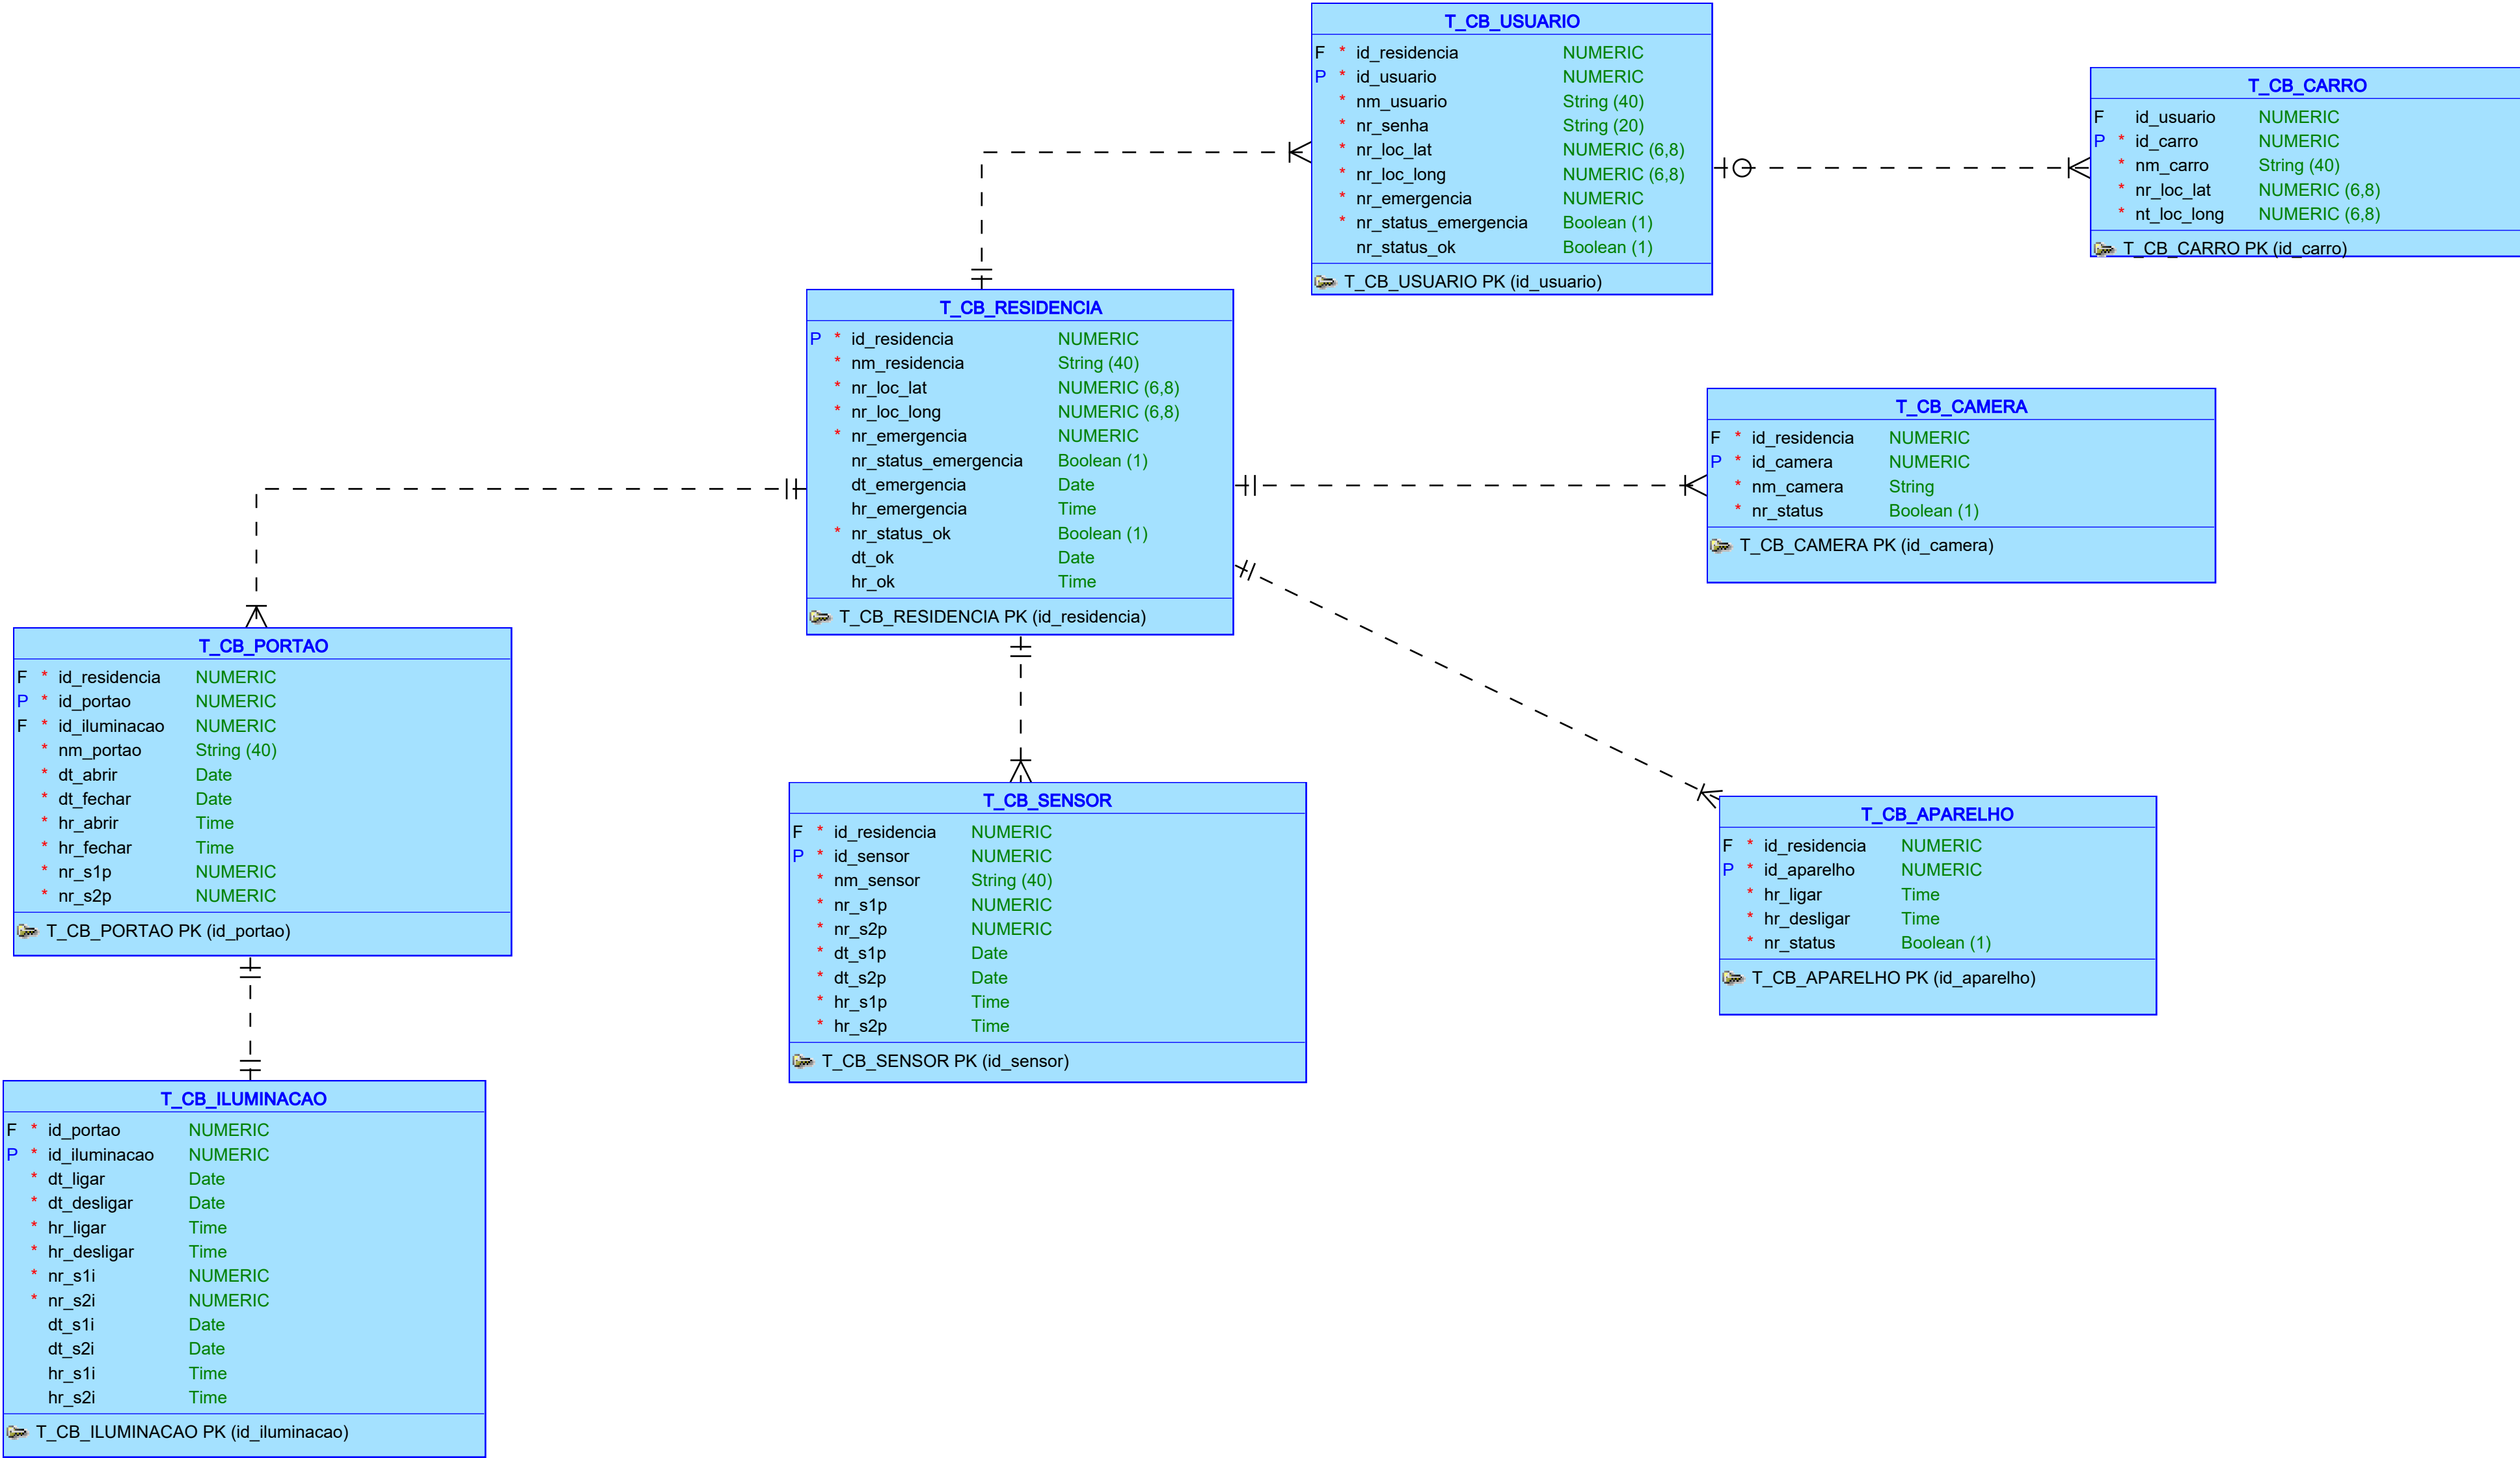 T_CB_USUARIO
F * id_residencia NUMERIC
P * id_usuario NUMERIC
* nm_usuario String (40)
* nr_senha String (20)
* nr_loc_lat NUMERIC (6,8)
* nr_loc_long NUMERIC (6,8)
* nr_emergencia NUMERIC
* nr_status_emergencia Boolean (1)
nr_status_ok Boolean (1)
T_CB_USUARIO PK (id_usuario)
T_CB_CARRO
F id_usuario NUMERIC
P * id_carro NUMERIC
* nm_carro String (40)
* nr_loc_lat NUMERIC (6,8)
* nt_loc_long NUMERIC (6,8)
T_CB_CARRO PK (id_carro)
T_CB_RESIDENCIA
P * id_residencia NUMERIC
* nm_residencia String (40)
* nr_loc_lat NUMERIC (6,8)
* nr_loc_long NUMERIC (6,8)
* nr_emergencia NUMERIC
nr_status_emergencia Boolean (1)
dt_emergencia Date
hr_emergencia Time
* nr_status_ok Boolean (1)
dt_ok Date
hr_ok Time
T_CB_RESIDENCIA PK (id_residencia)
T_CB_CAMERA
F * id_residencia NUMERIC
P * id_camera NUMERIC
* nm_camera String
* nr_status Boolean (1)
T_CB_CAMERA PK (id_camera)
T_CB_PORTAO
F * id_residencia NUMERIC
P * id_portao NUMERIC
F * id_iluminacao NUMERIC
* nm_portao String (40)
* dt_abrir Date
* dt_fechar Date
* hr_abrir Time
* hr_fechar Time
* nr_s1p NUMERIC
* nr_s2p NUMERIC
T_CB_PORTAO PK (id_portao)
T_CB_SENSOR
F * id_residencia NUMERIC
P * id_sensor NUMERIC
* nm_sensor String (40)
* nr_s1p NUMERIC
* nr_s2p NUMERIC
* dt_s1p Date
* dt_s2p Date
* hr_s1p Time
* hr_s2p Time
T_CB_SENSOR PK (id_sensor)
T_CB_APARELHO
F * id_residencia NUMERIC
P * id_aparelho NUMERIC
* hr_ligar Time
* hr_desligar Time
* nr_status Boolean (1)
T_CB_APARELHO PK (id_aparelho)
T_CB_ILUMINACAO
F * id_portao NUMERIC
P * id_iluminacao NUMERIC
* dt_ligar Date
* dt_desligar Date
* hr_ligar Time
* hr_desligar Time
* nr_s1i NUMERIC
* nr_s2i NUMERIC
dt_s1i Date
dt_s2i Date
hr_s1i Time
hr_s2i Time
T_CB_ILUMINACAO PK (id_iluminacao)